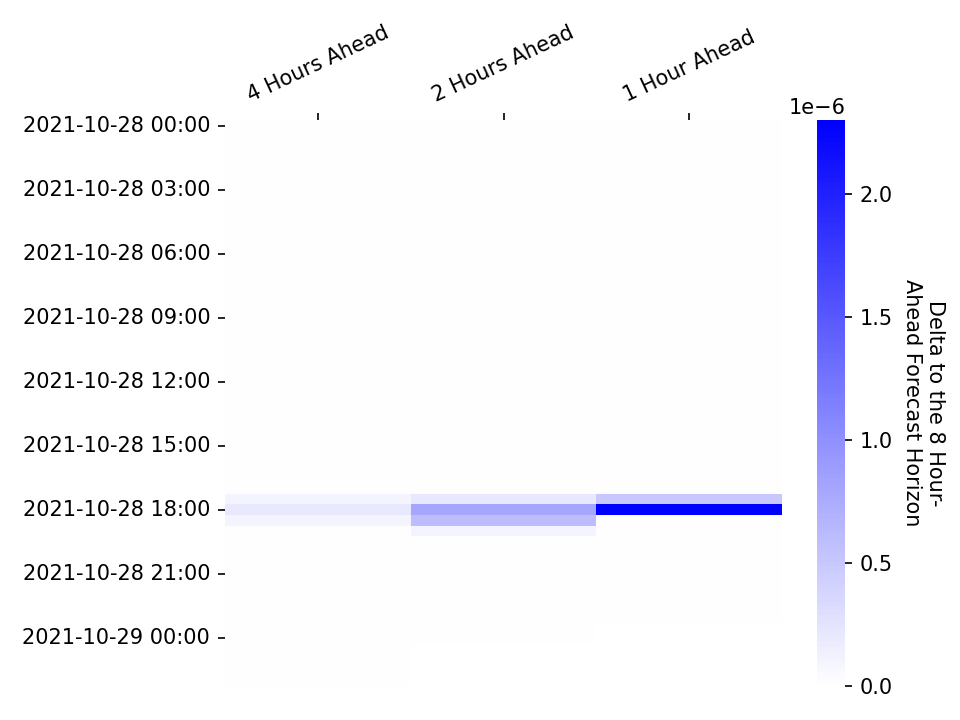 4 Hours Ahead
2 Hours Ahead
1 Hour Ahead
2021-10-28 00:00
2021-10-28 03:00
2021-10-28 06:00
2021-10-28 09:00
2021-10-28 12:00
2021-10-28 15:00
2021-10-28 18:00
2021-10-28 21:00
2021-10-29 00:00
1e−6
2.0
1.5
1.0
0.5
0.0
Delta to the 8 Hour-
Ahead Forecast Horizon